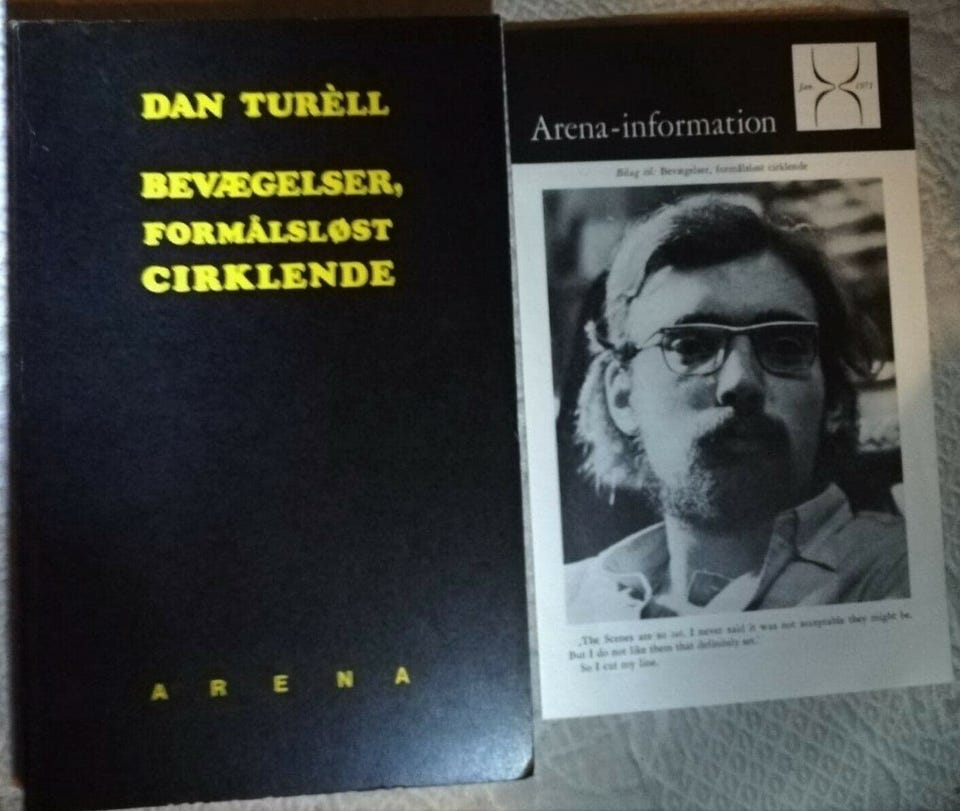 DAN TURÈLL
BEVÆGELSER,
FORMÅLSLØST
CIRKLENDE
ARENA
Jan. 1971
Arena-information
Bilag til: Bevægelser, formålsløst cirklende
‚The Scenes are so set. I never said it was not acceptable they might be.
But I do not like them that definitely set.‘
So I cut my line.